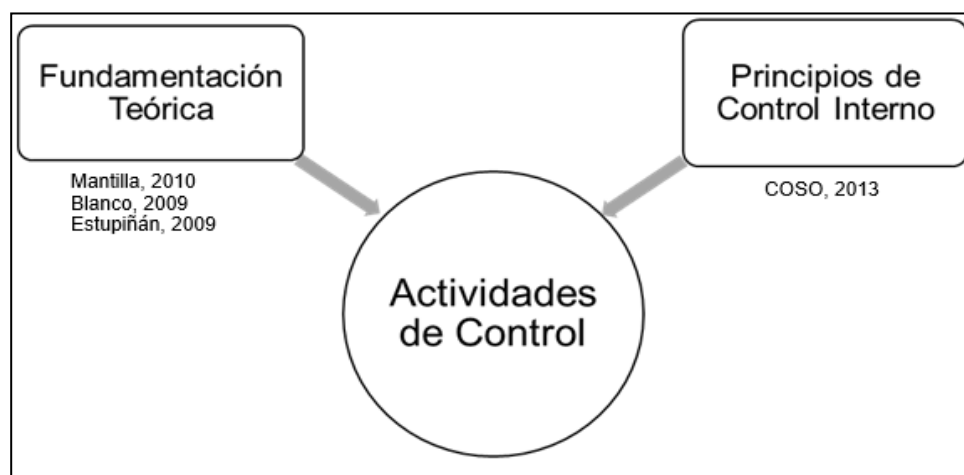 Fundamentación
Teórica
Mantilla, 2010
Blanco, 2009
Estupiñán, 2009
Principios de
Control Interno
COSO, 2013
Actividades
de Control